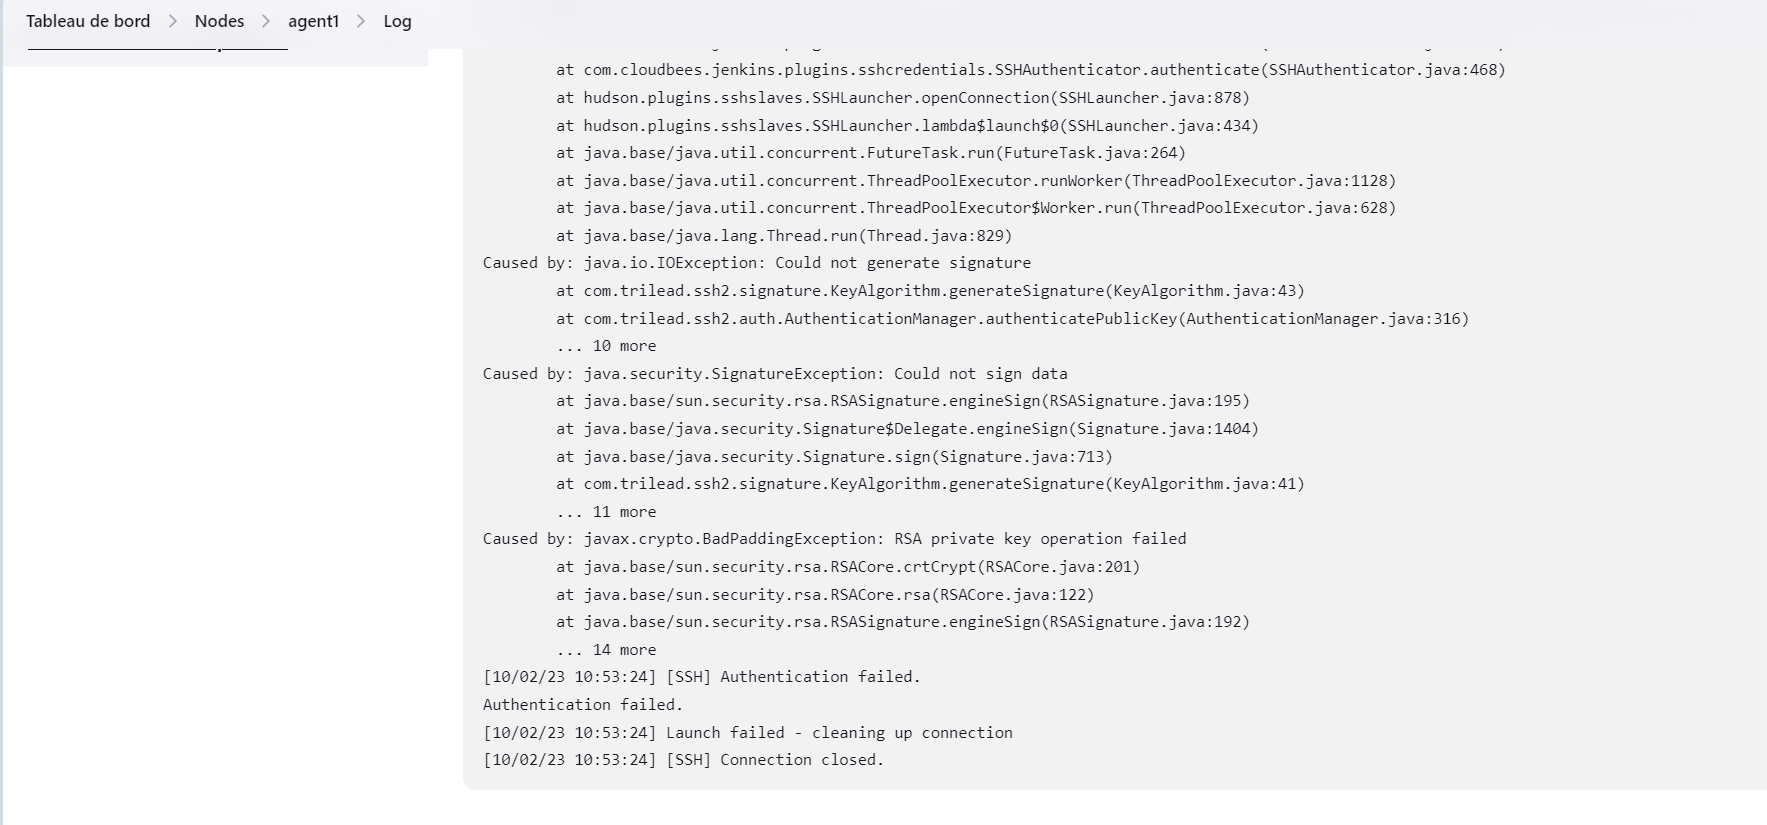 Tableau de bord > Nodes > agent1 > Log
at com.cloudbees.jenkins.plugins.sshcredentials.SSHAuthenticator.authenticate(SSHAuthenticator.java:468)
at hudson.plugins.sshslaves.SSHLauncher.openConnection(SSHLauncher.java:878)
at hudson.plugins.sshslaves.SSHLauncher.lambda$launch$0(SSHLauncher.java:434)
at java.base/java.util.concurrent.FutureTask.run(FutureTask.java:264)
at java.base/java.util.concurrent.ThreadPoolExecutor.runWorker(ThreadPoolExecutor.java:1128)
at java.base/java.util.concurrent.ThreadPoolExecutor$Worker.run(ThreadPoolExecutor.java:628)
at java.base/java.lang.Thread.run(Thread.java:829)
Caused by: java.io.IOException: Could not generate signature
at com.trilead.ssh2.signature.KeyAlgorithm.generateSignature(KeyAlgorithm.java:43)
at com.trilead.ssh2.auth.AuthenticationManager.authenticatePublicKey(AuthenticationManager.java:316)
... 10 more
Caused by: java.security.SignatureException: Could not sign data
at java.base/sun.security.rsa.RSASignature.engineSign(RSASignature.java:195)
at java.base/java.security.Signature$Delegate.engineSign(Signature.java:1404)
at java.base/java.security.Signature.sign(Signature.java:713)
at com.trilead.ssh2.signature.KeyAlgorithm.generateSignature(KeyAlgorithm.java:41)
... 11 more
Caused by: javax.crypto.BadPaddingException: RSA private key operation failed
at java.base/sun.security.rsa.RSACore.crtCrypt(RSACore.java:201)
at java.base/sun.security.rsa.RSACore.rsa(RSACore.java:122)
at java.base/sun.security.rsa.RSASignature.engineSign(RSASignature.java:192)
... 14 more
[10/02/23 10:53:24] [SSH] Authentication failed.
Authentication failed.
[10/02/23 10:53:24] Launch failed - cleaning up connection
[10/02/23 10:53:24] [SSH] Connection closed.